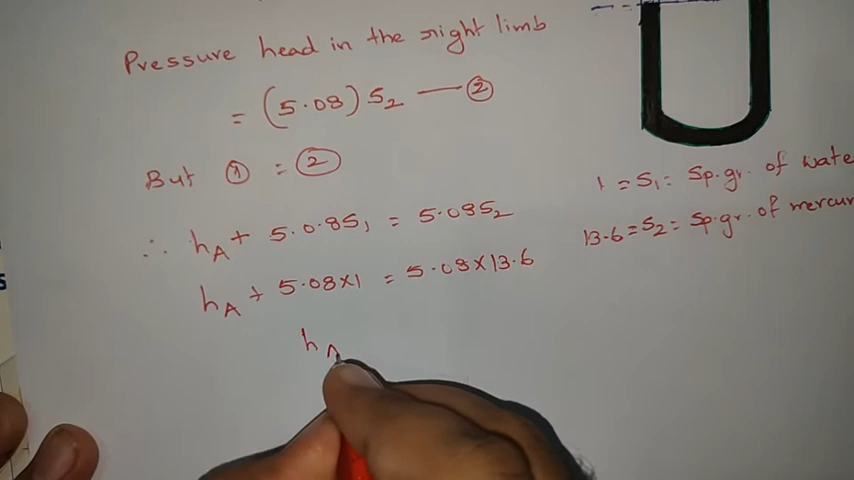 Pressure head in the right limb
= (5.08) S₂ — ②
But ① = ②
1 = S₁ = Sp.gr. of wate
∴ hA + 5.0.8S₁ = 5.08S₂
13.6 = S₂ = Sp.gr. of mercur
hA + 5.08×1 = 5.08×13.6
hA